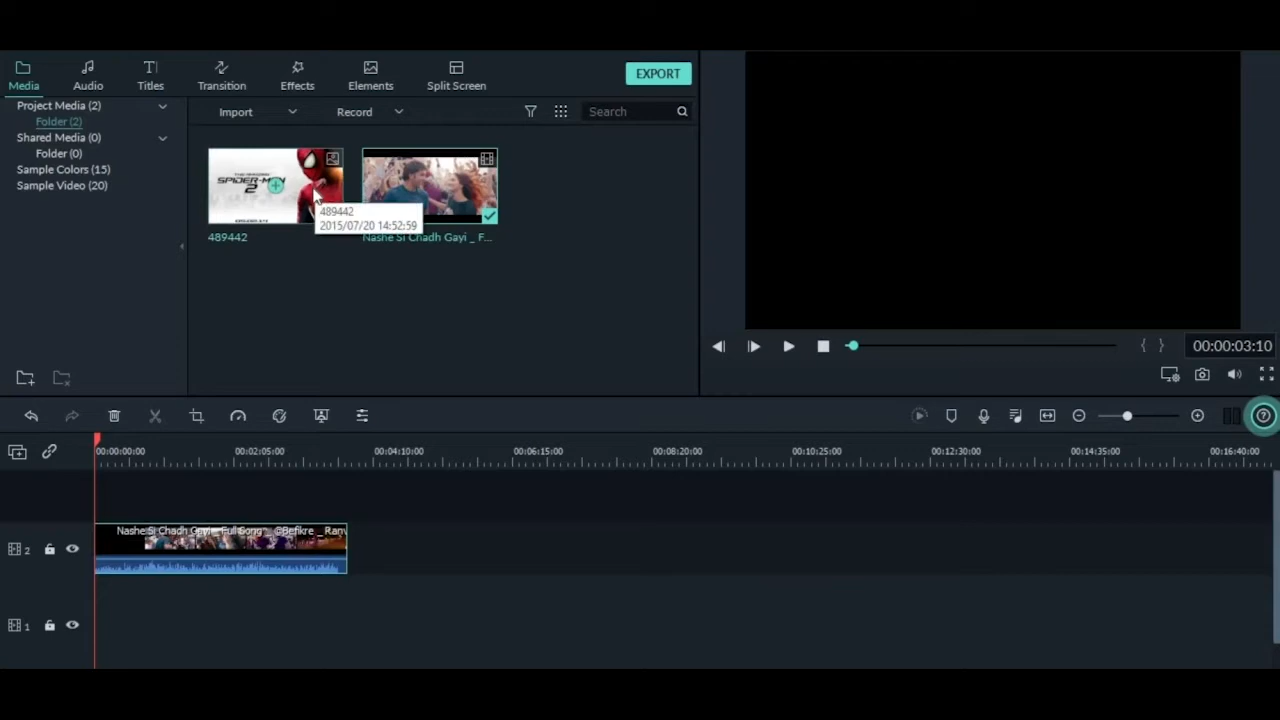 Media
Audio
Titles
Transition
Effects
Elements
Split Screen
EXPORT
Project Media (2)
Folder (2)
Shared Media (0)
Folder (0)
Sample Colors (15)
Sample Video (20)
Import
Record
Search
SPIDER-MAN
2
489442
2015/07/20 14:52:59
489442
Nashe Si Chadh Gayi _ F...
00:00:03:10
00:00:00:00
00:02:05:00
00:04:10:00
00:06:15:00
00:08:20:00
00:10:25:00
00:12:30:00
00:14:35:00
00:16:40:00
Nashe Si Chadh Gayi _ Full Song _ @Befikre _ Ranv
2
1